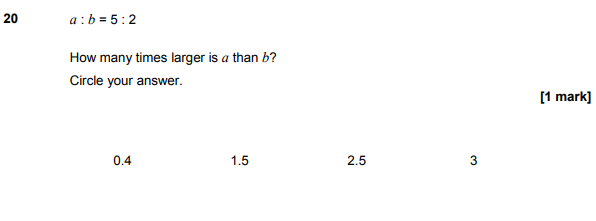 20 a : b = 5 : 2
How many times larger is a than b?
Circle your answer.
[1 mark]
0.4 1.5 2.5 3